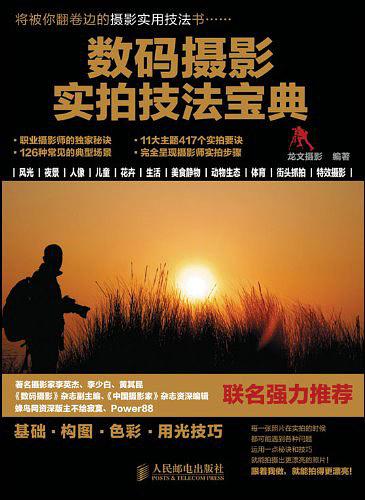 将被你翻卷边的摄影实用技法书……
数码摄影
实拍技法宝典
·职业摄影师的独家秘诀
·11大主题417个实拍要诀
·126种常见的典型场景
·完全呈现摄影师实拍步骤
龙文摄影 编著
|风光|夜景|人像|儿童|花卉|生活|美食静物|动物生态|体育|街头抓拍|特效摄影|
著名摄影家李英杰、李少白、黄其昆
《数码摄影》杂志副主编、《中国摄影家》杂志资深编辑
蜂鸟网资深版主不给寂寞、Power88
联名强力推荐
基础·构图·色彩·用光技巧
每一张照片在实拍的时候
都可能遇到各种问题
运用一点秘诀和技巧
就能拍摄出更漂亮的照片！
跟着我做，就能拍得更漂亮！
人民邮电出版社
POSTS & TELECOM PRESS